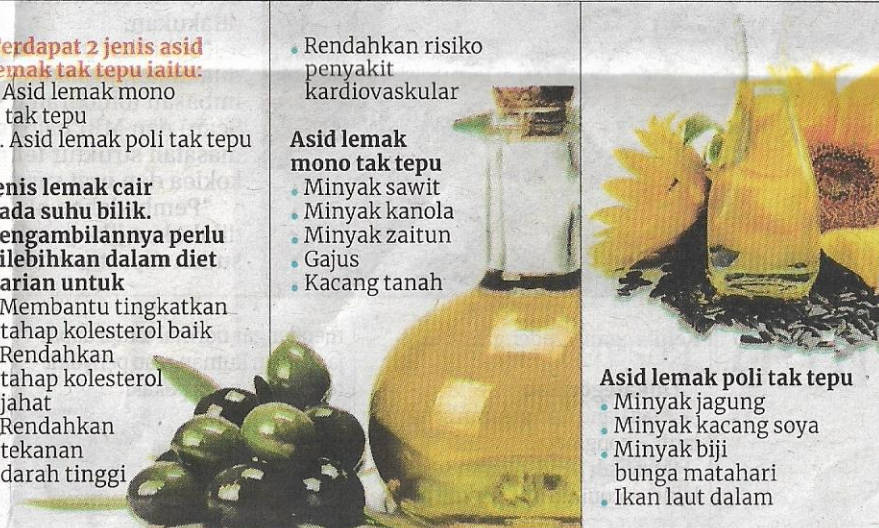 erdapat 2 jenis asid
emak tak tepu iaitu:
Asid lemak mono
tak tepu
. Asid lemak poli tak tepu
enis lemak cair
ada suhu bilik.
engambilannya perlu
ilebihkan dalam diet
arian untuk
Membantu tingkatkan
tahap kolesterol baik
Rendahkan
tahap kolesterol
jahat
Rendahkan
tekanan
darah tinggi
• Rendahkan risiko
penyakit
kardiovaskular
Asid lemak
mono tak tepu
• Minyak sawit
• Minyak kanola
• Minyak zaitun
• Gajus
• Kacang tanah
Asid lemak poli tak tepu
• Minyak jagung
• Minyak kacang soya
• Minyak biji
bunga matahari
• Ikan laut dalam